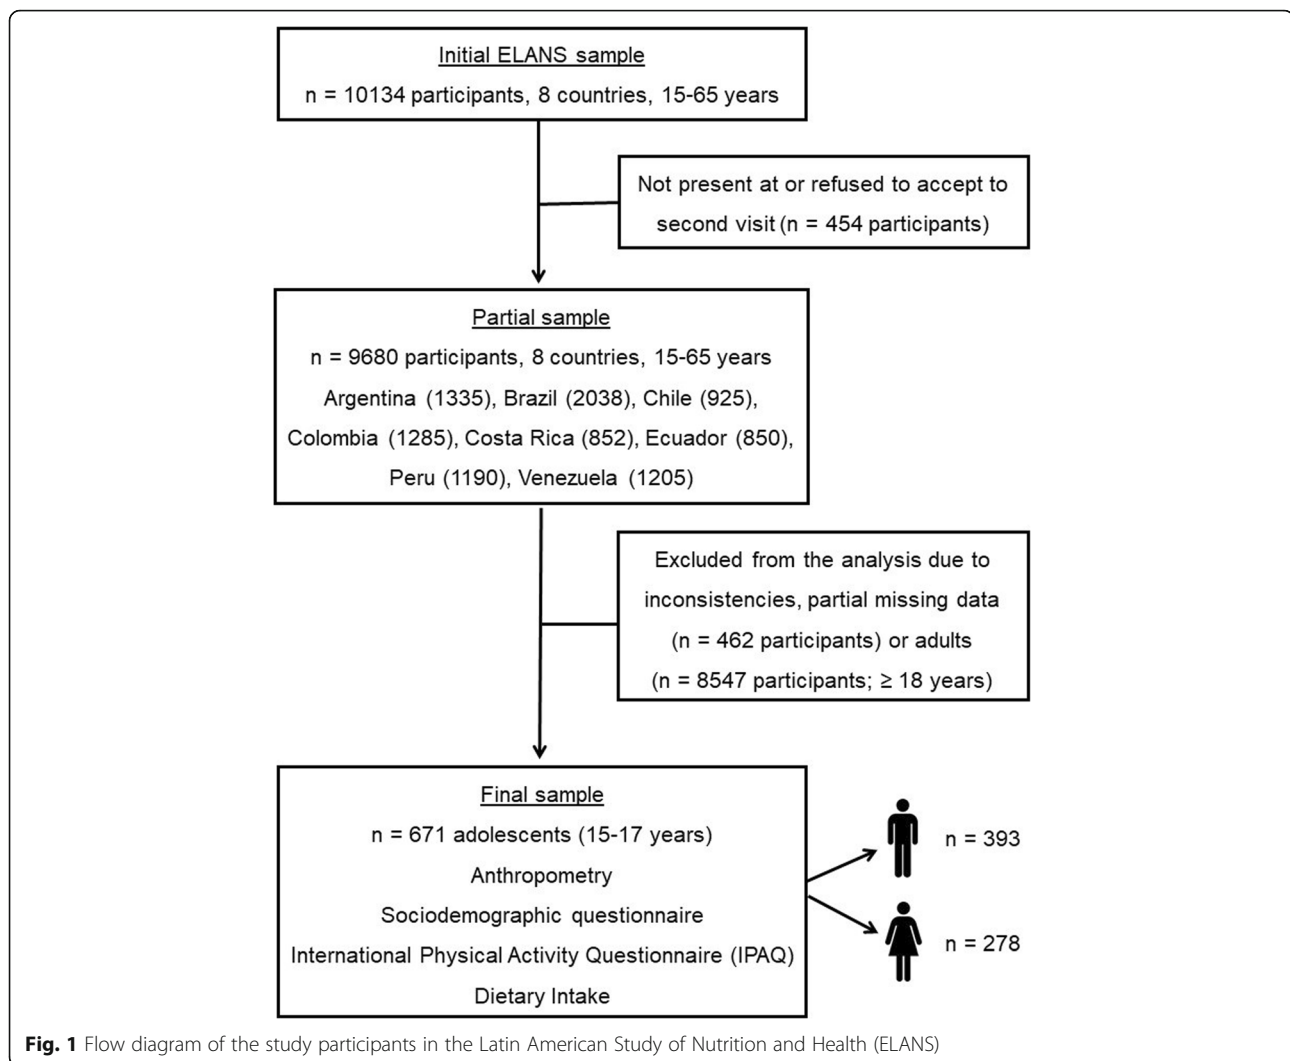 Initial ELANS sample
n = 10134 participants, 8 countries, 15-65 years
Not present at or refused to accept to
second visit (n = 454 participants)
Partial sample
n = 9680 participants, 8 countries, 15-65 years
Argentina (1335), Brazil (2038), Chile (925),
Colombia (1285), Costa Rica (852), Ecuador (850),
Peru (1190), Venezuela (1205)
Excluded from the analysis due to
inconsistencies, partial missing data
(n = 462 participants) or adults
(n = 8547 participants; ≥ 18 years)
Final sample
n = 671 adolescents (15-17 years)
Anthropometry
Sociodemographic questionnaire
International Physical Activity Questionnaire (IPAQ)
Dietary Intake
n = 393
n = 278
Fig. 1 Flow diagram of the study participants in the Latin American Study of Nutrition and Health (ELANS)